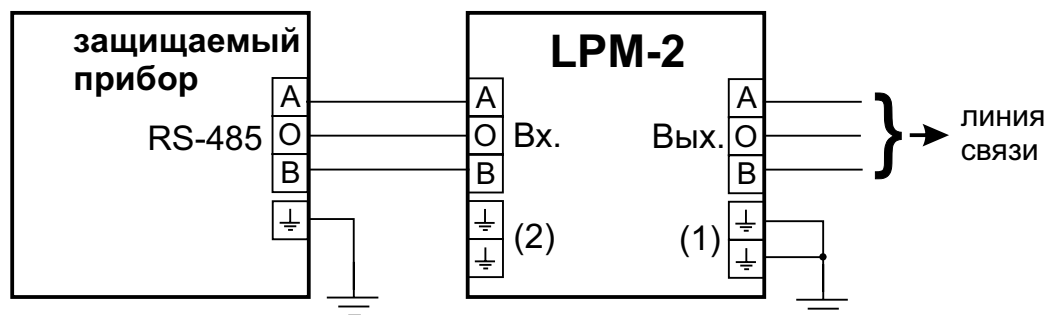 защищаемый
прибор
RS-485
A
O
B
LPM-2
A
O
B
Вх.
(2)
Вых.
(1)
A
O
B
линия
связи